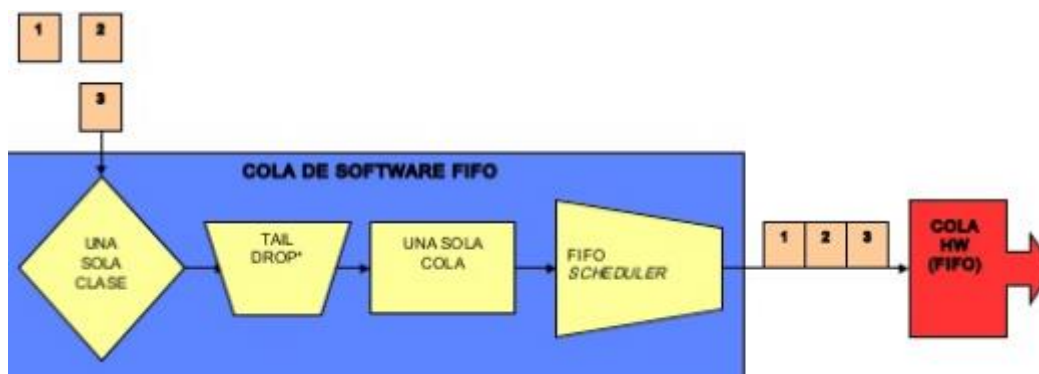 1 2
3
COLA DE SOFTWARE FIFO
UNA
SOLA
CLASE
TAIL
DROP*
UNA SOLA
COLA
FIFO
SCHEDULER
1 2 3
COLA
HW
(FIFO)